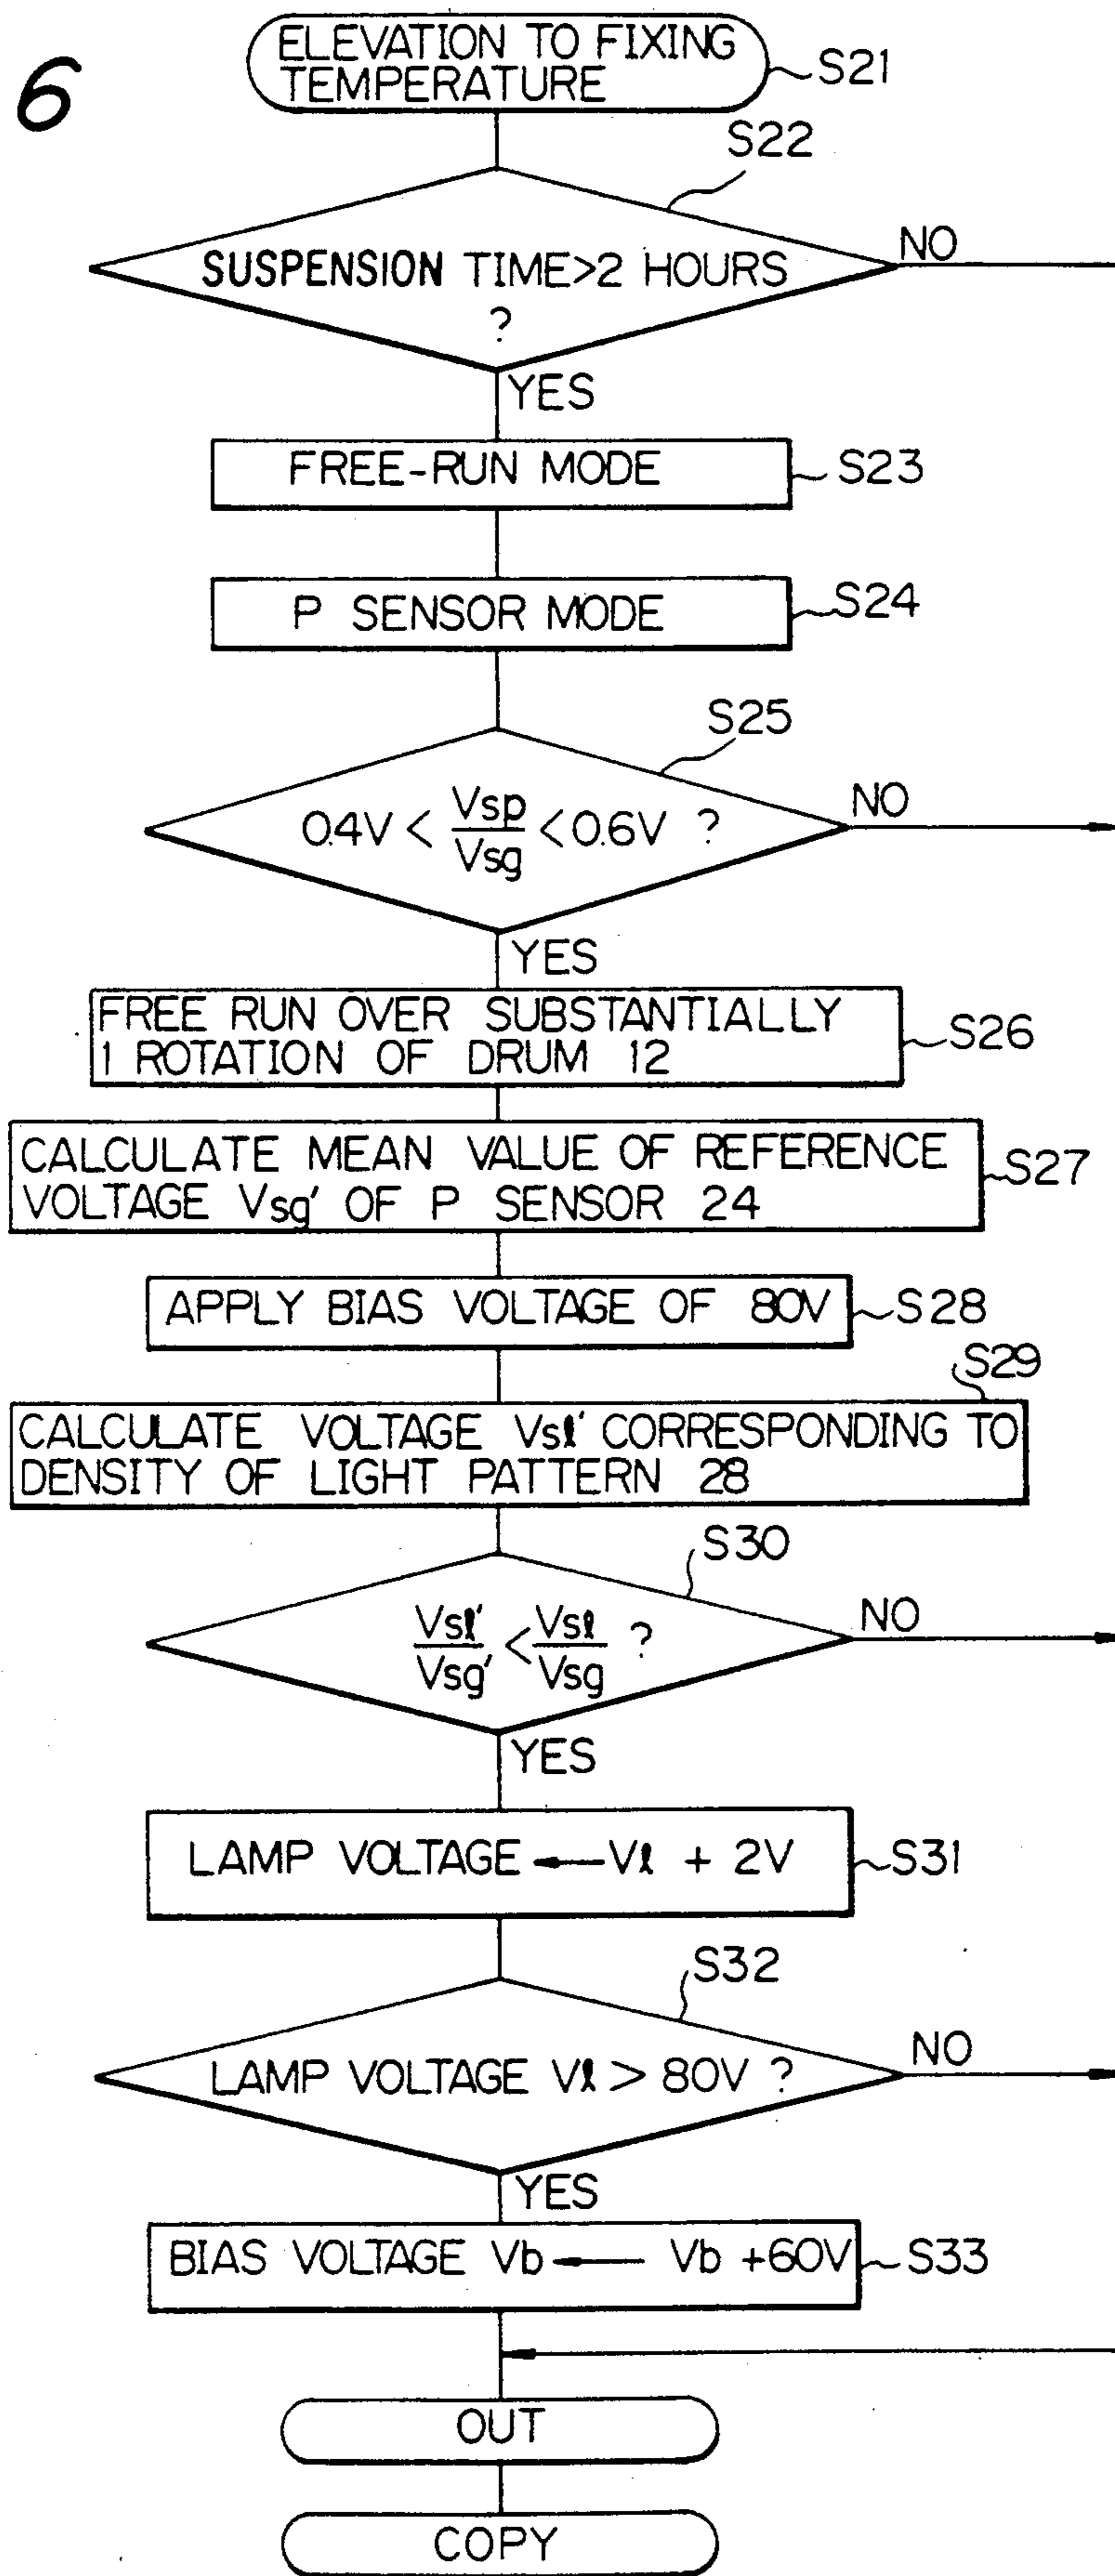 6
ELEVATION TO FIXING
TEMPERATURE
S21
S22
SUSPENSION TIME>2 HOURS
?
NO
YES
FREE-RUN MODE
S23
P SENSOR MODE
S24
S25
0.4V < Vsp/Vsg < 0.6V ?
NO
YES
FREE RUN OVER SUBSTANTIALLY
1 ROTATION OF DRUM 12
S26
CALCULATE MEAN VALUE OF REFERENCE
VOLTAGE Vsg' OF P SENSOR 24
S27
APPLY BIAS VOLTAGE OF 80V
S28
S29
CALCULATE VOLTAGE Vsl' CORRESPONDING TO
DENSITY OF LIGHT PATTERN 28
S30
Vsl'/Vsg' < Vsl/Vsg ?
NO
YES
LAMP VOLTAGE ← Vl + 2V
S31
S32
LAMP VOLTAGE Vl > 80V ?
NO
YES
BIAS VOLTAGE Vb ← Vb +60V
S33
OUT
COPY